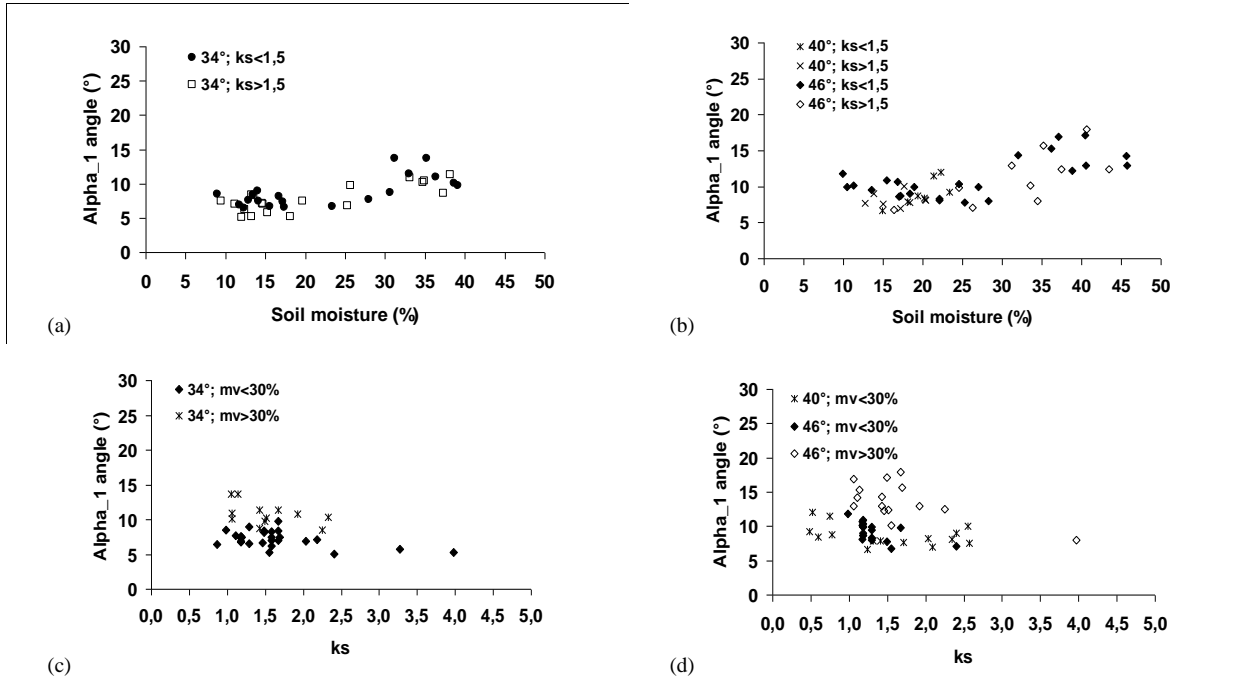 30
25
20
15
10
5
0
Alpha_1 angle (°)
34°; ks<1,5
34°; ks>1,5
0 5 10 15 20 25 30 35 40 45 50
Soil moisture (%)
(a)
30
25
20
15
10
5
0
Alpha_1 angle (°)
40°; ks<1,5
40°; ks>1,5
46°; ks<1,5
46°; ks>1,5
0 5 10 15 20 25 30 35 40 45 50
Soil moisture (%)
(b)
30
25
20
15
10
5
0
Alpha_1 angle (°)
34°; mv<30%
34°; mv>30%
0,0 0,5 1,0 1,5 2,0 2,5 3,0 3,5 4,0 4,5 5,0
ks
(c)
30
25
20
15
10
5
0
Alpha_1 angle (°)
40°; mv<30%
46°; mv<30%
46°; mv>30%
0,0 0,5 1,0 1,5 2,0 2,5 3,0 3,5 4,0 4,5 5,0
ks
(d)